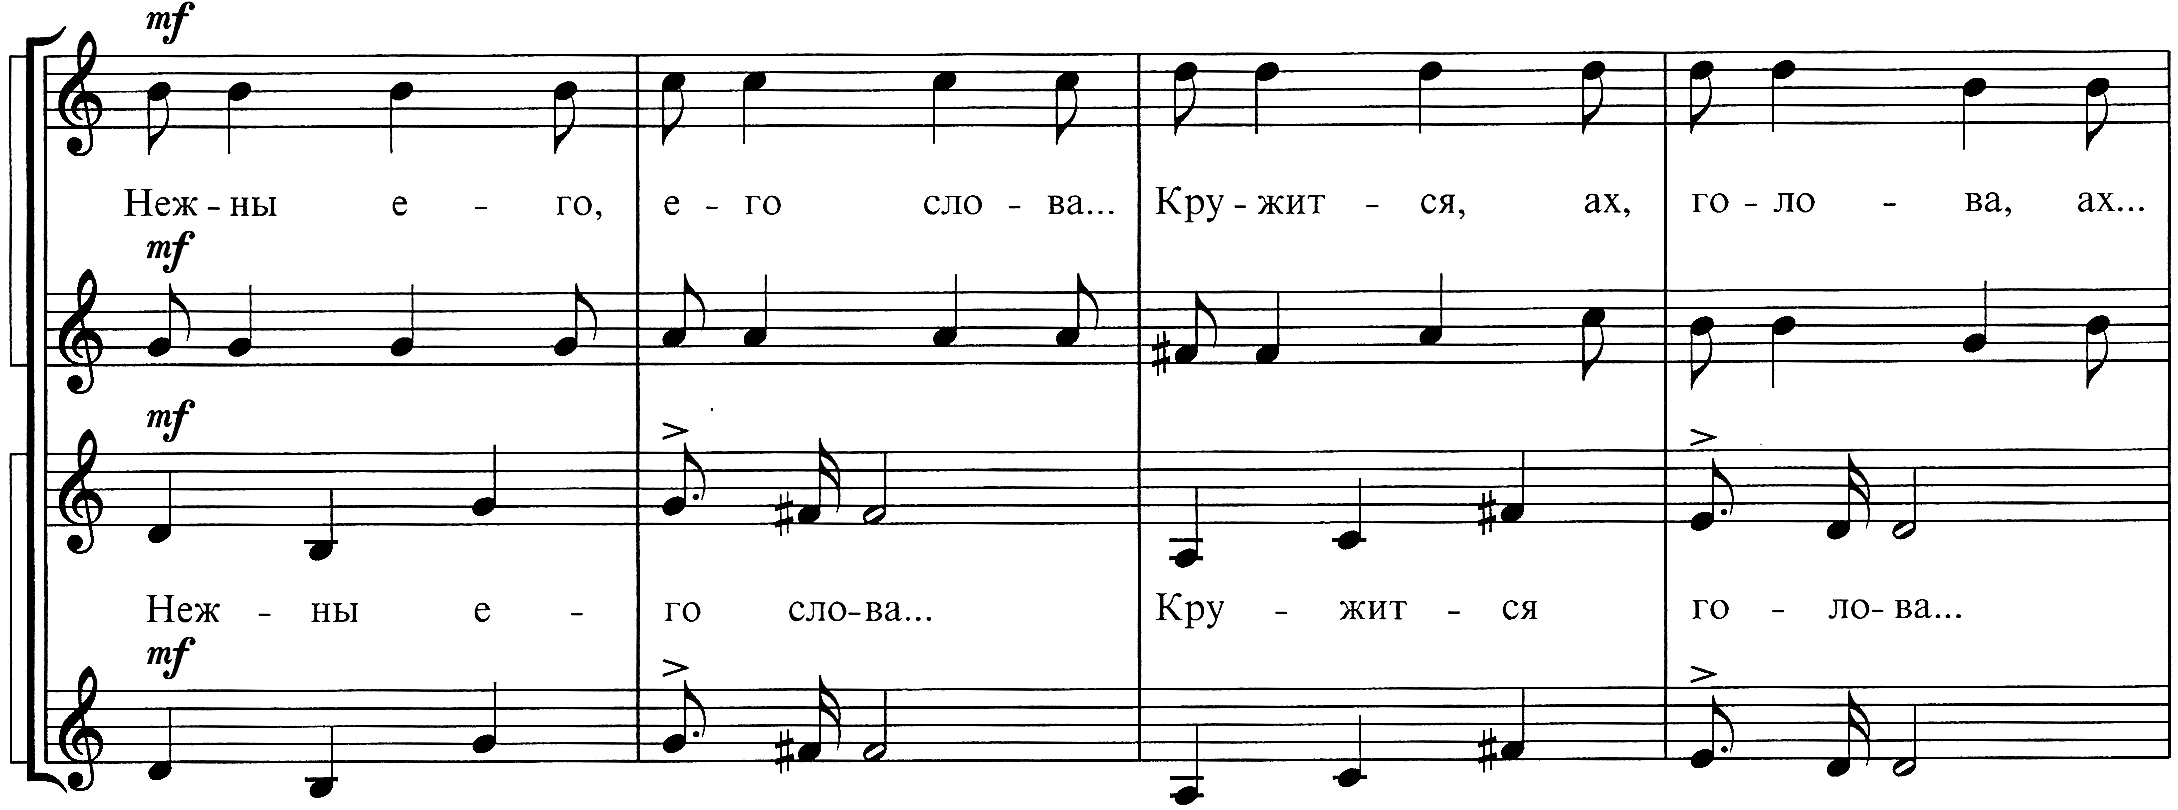 mf
Неж - ны е - го, е - го сло - ва... Кру - жит - ся, ах, го - ло - ва, ах...
mf
mf
Неж - ны е - го сло - ва... Кру - жит - ся го - ло - ва...
mf